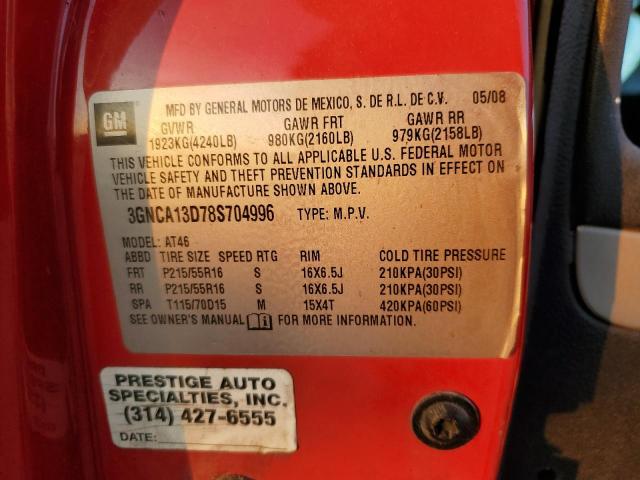 GM
MFD BY GENERAL MOTORS DE MEXICO, S. DE R.L. DE C.V. 05/08
GVWR GAWR FRT GAWR RR
1923KG(4240LB) 980KG(2160LB) 979KG(2158LB)
THIS VEHICLE CONFORMS TO ALL APPLICABLE U.S. FEDERAL MOTOR
VEHICLE SAFETY AND THEFT PREVENTION STANDARDS IN EFFECT ON
THE DATE OF MANUFACTURE SHOWN ABOVE.
3GNCA13D78S704996 TYPE: M.P.V.
MODEL: AT46
ABBD TIRE SIZE SPEED RTG RIM COLD TIRE PRESSURE
FRT P215/55R16 S 16X6.5J 210KPA(30PSI)
RR P215/55R16 S 16X6.5J 210KPA(30PSI)
SPA T115/70D15 M 15X4T 420KPA(60PSI)
SEE OWNER'S MANUAL FOR MORE INFORMATION.
PRESTIGE AUTO
SPECIALTIES, INC.
(314) 427-6555
DATE: